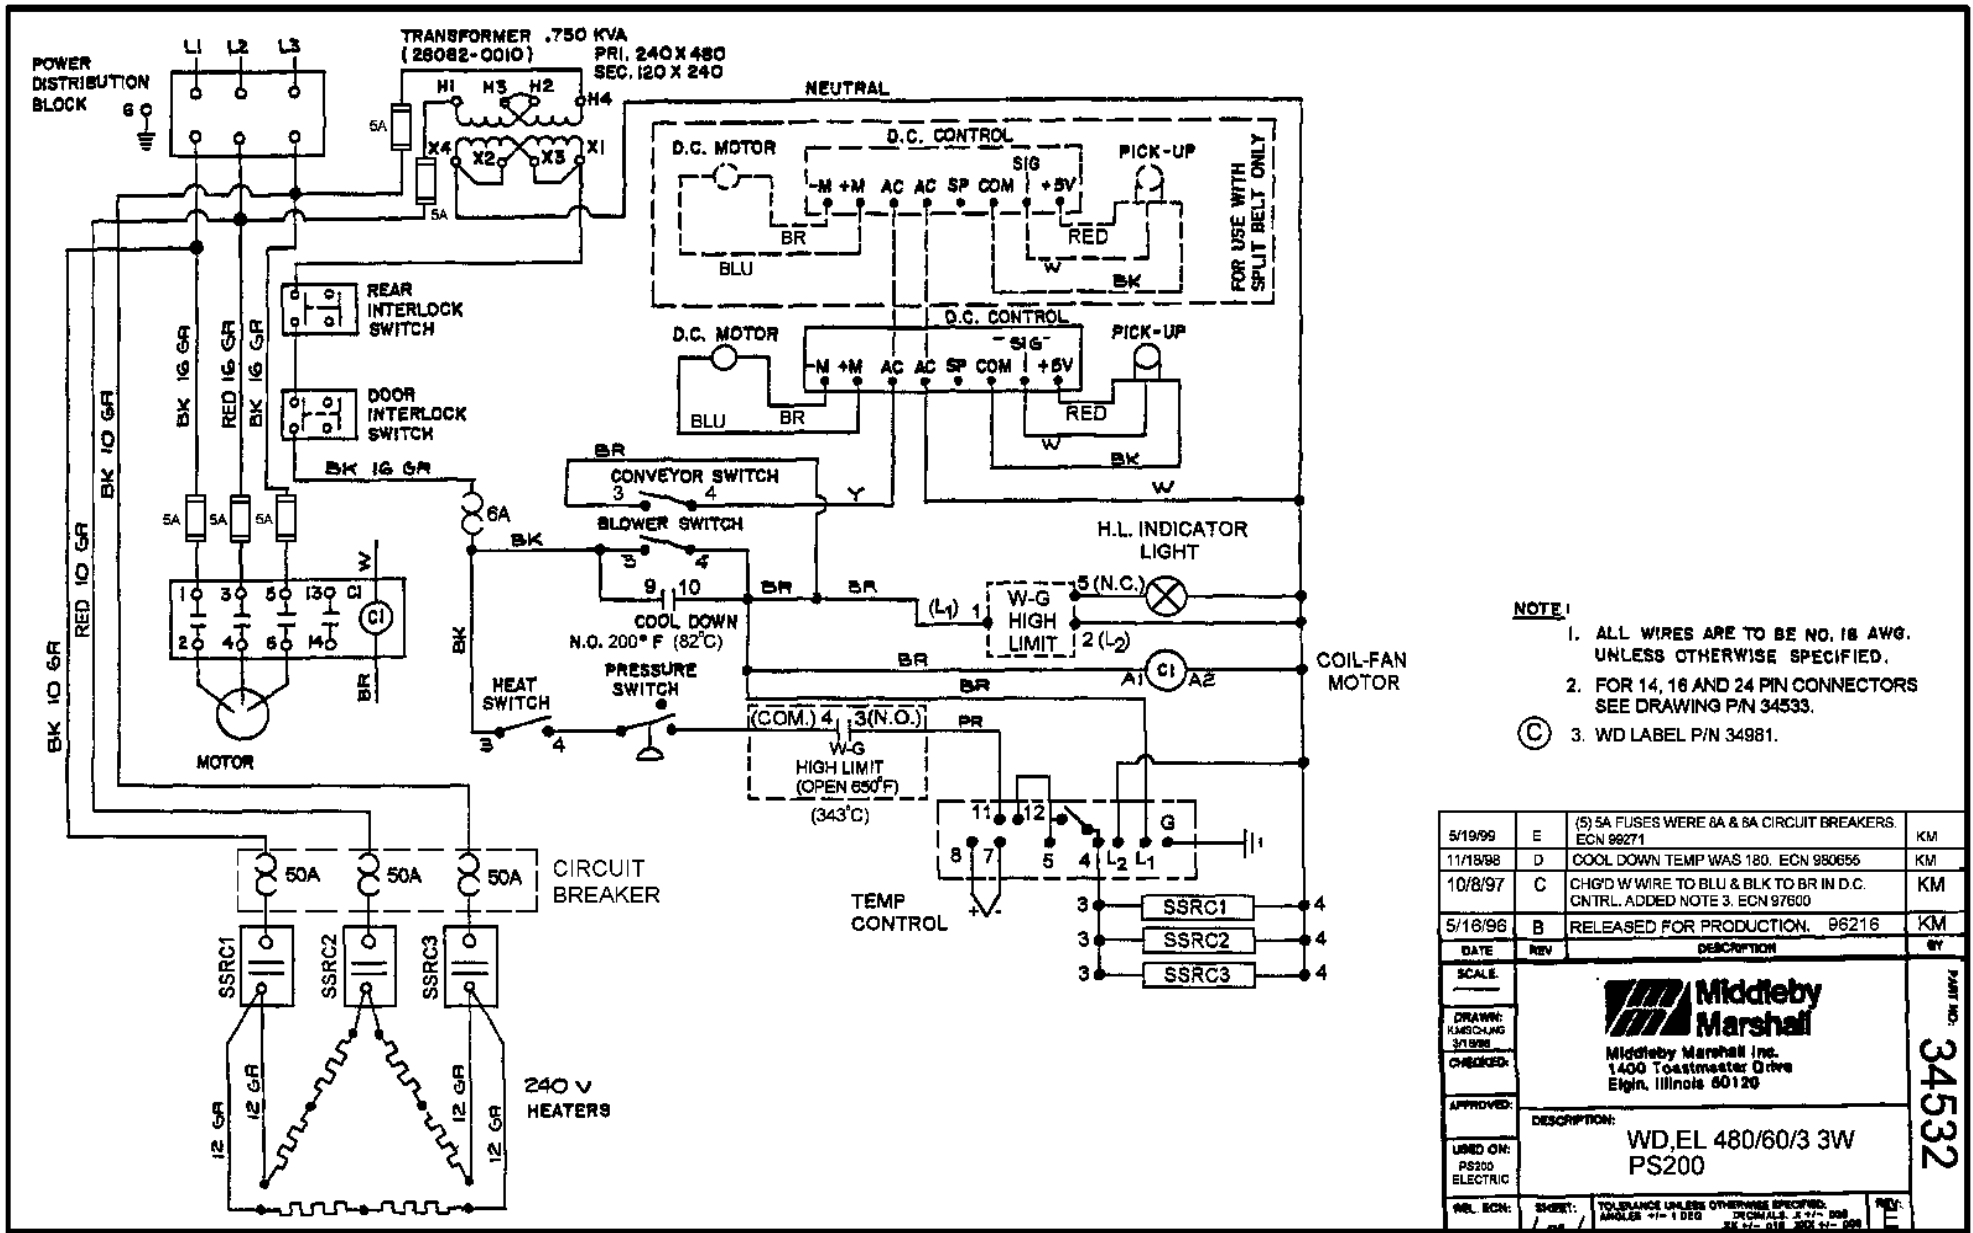 POWER
DISTRIBUTION
BLOCK
L1 L2 L3
TRANSFORMER .750 KVA
(28082-0010)
PRI. 240X480
SEC. 120 X 240
H1 H3 H2 H4
X4 X2 X3 X1
5A
5A
NEUTRAL
D.C. MOTOR
D.C. CONTROL
SIG
-M +M AC AC SP COM +5V
PICK-UP
BR
BLU
RED
W
BK
FOR USE WITH
SPLIT BELT ONLY
D.C. MOTOR
D.C. CONTROL
SIG
-M +M AC AC SP COM +5V
PICK-UP
BLU
BR
RED
W
BK
REAR
INTERLOCK
SWITCH
DOOR
INTERLOCK
SWITCH
BK 16 GA
RED 16 GA
BK 16 GA
BK 10 GA
RED 10 GA
BK 10 GA
BK 16 GA
5A 5A 5A
6A
BR
CONVEYOR SWITCH
3 4
Y
W
BLOWER SWITCH
BK
3 4
9 10
COOL DOWN
N.O. 200° F (82°C)
BR
BR
H.L. INDICATOR
LIGHT
(L1) 1
W-G
HIGH
LIMIT
5 (N.C.)
2 (L2)
BR
A1 C1 A2
COIL-FAN
MOTOR
BR
1 3 5 13 C1
2 4 6 14
W
C1
BR
MOTOR
BK
HEAT
SWITCH
3 4
PRESSURE
SWITCH
(COM.) 4 3(N.O.)
W-G
HIGH LIMIT
(OPEN 650°F)
(343°C)
PR
11 12
8 7 5 4 L2 L1 G
+ -
TEMP
CONTROL
3 SSRC1 4
3 SSRC2 4
3 SSRC3 4
50A 50A 50A
CIRCUIT
BREAKER
SSRC1
SSRC2
SSRC3
12 GA
12 GA
12 GA
12 GA
240 V
HEATERS
NOTE:
1. ALL WIRES ARE TO BE NO. 18 AWG.
UNLESS OTHERWISE SPECIFIED.
2. FOR 14, 16 AND 24 PIN CONNECTORS
SEE DRAWING P/N 34533.
C 3. WD LABEL P/N 34981.
5/19/99 E (5) 5A FUSES WERE 8A & 6A CIRCUIT BREAKERS. ECN 99271 KM
11/18/98 D COOL DOWN TEMP WAS 180. ECN 980655 KM
10/8/97 C CHG'D W WIRE TO BLU & BLK TO BR IN D.C. CNTRL. ADDED NOTE 3. ECN 97600 KM
5/16/96 B RELEASED FOR PRODUCTION. 96216 KM
DATE REV DESCRIPTION BY
SCALE
DRAWN:
CHECKED:
APPROVED:
USED ON:
PS200
ELECTRIC
REL. ECN:
Middleby
Marshall
Middleby Marshall Inc.
1400 Toastmaster Drive
Elgin, Illinois 60120
DESCRIPTION:
WD,EL 480/60/3 3W
PS200
PART NO:
34532
SHEET:
TOLERANCE UNLESS OTHERWISE SPECIFIED:
ANGLES +/- 1 DEG
REV: